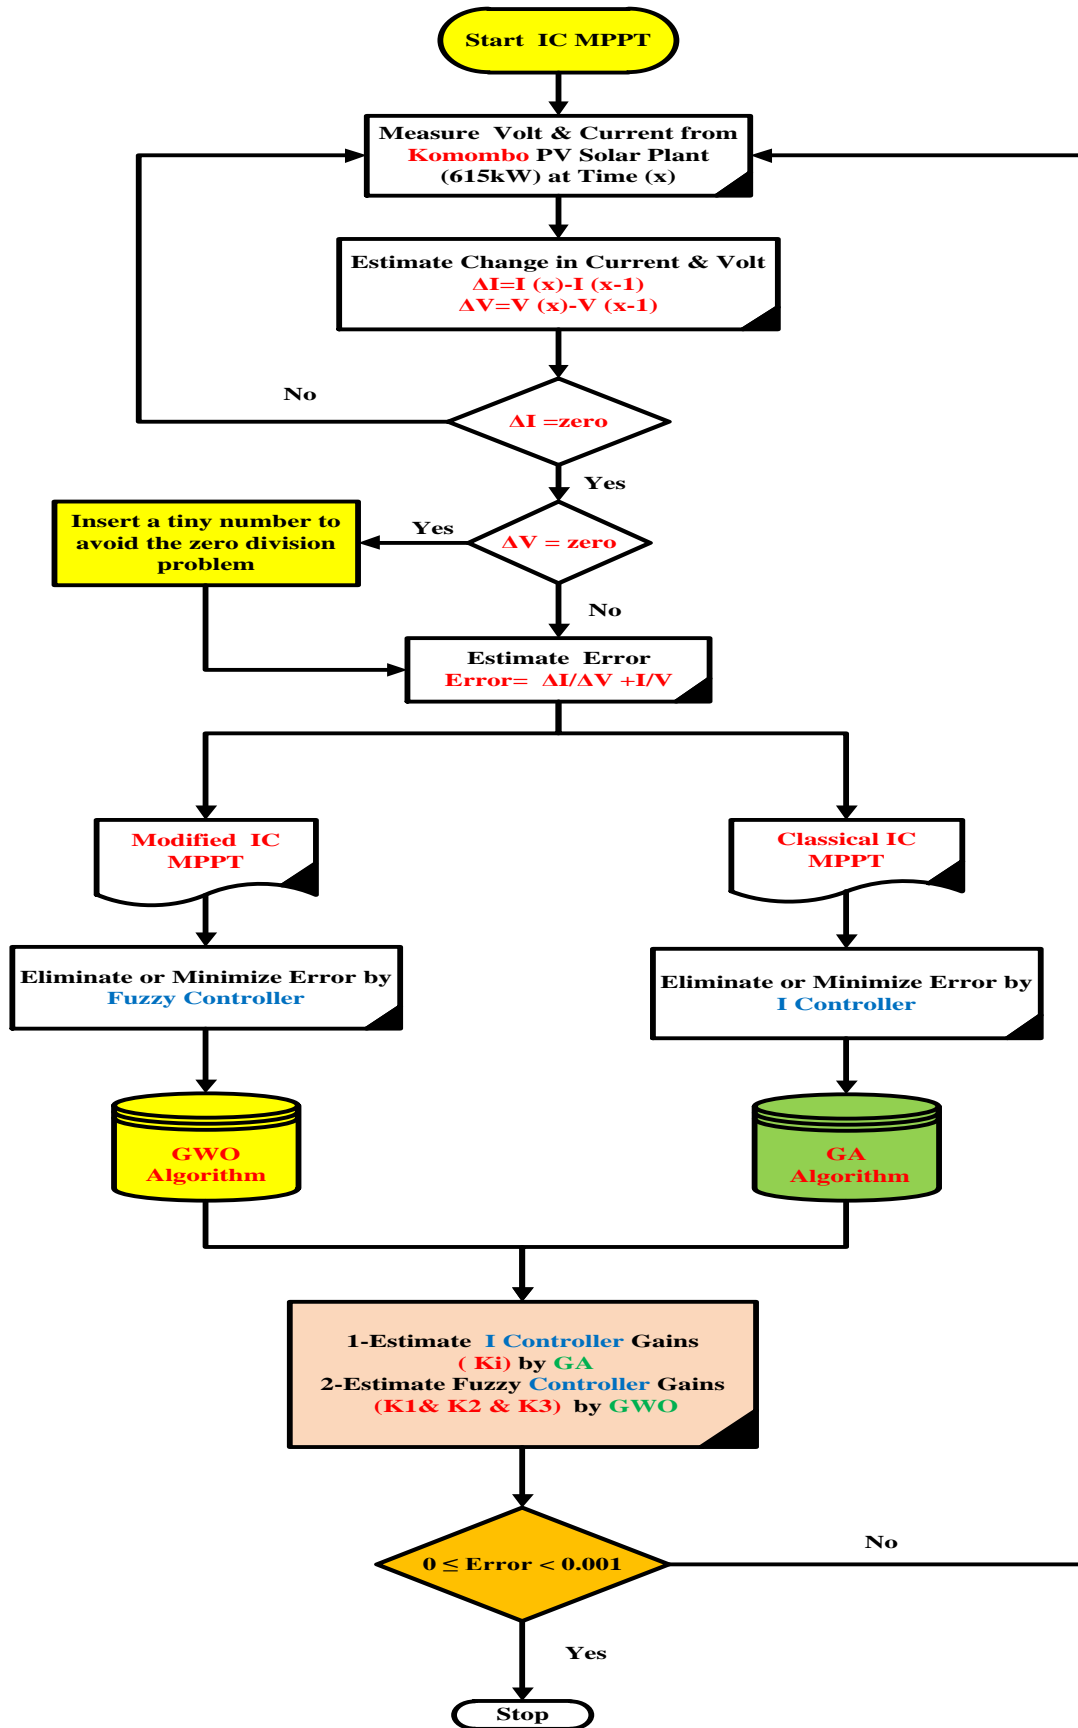 Start IC MPPT
Measure Volt & Current from
Komombo PV Solar Plant
(615kW) at Time (x)
Estimate Change in Current & Volt
ΔI=I (x)-I (x-1)
ΔV=V (x)-V (x-1)
No
ΔI =zero
Yes
Insert a tiny number to
avoid the zero division
problem
Yes
ΔV = zero
No
Estimate Error
Error= ΔI/ΔV +I/V
Modified IC
MPPT
Classical IC
MPPT
Eliminate or Minimize Error by
Fuzzy Controller
Eliminate or Minimize Error by
I Controller
GWO
Algorithm
GA
Algorithm
1-Estimate I Controller Gains
( Ki) by GA
2-Estimate Fuzzy Controller Gains
(K1& K2 & K3) by GWO
0 ≤ Error < 0.001
No
Yes
Stop